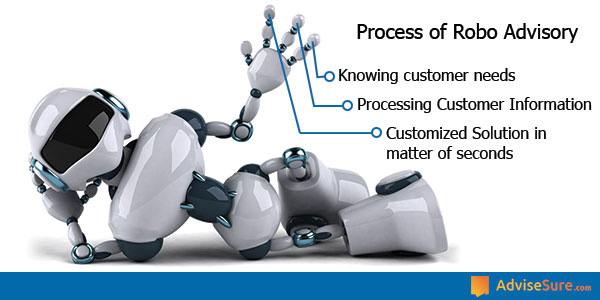 Process of Robo Advisory
Knowing customer needs
Processing Customer Information
Customized Solution in
matter of seconds
AdviseSure.com